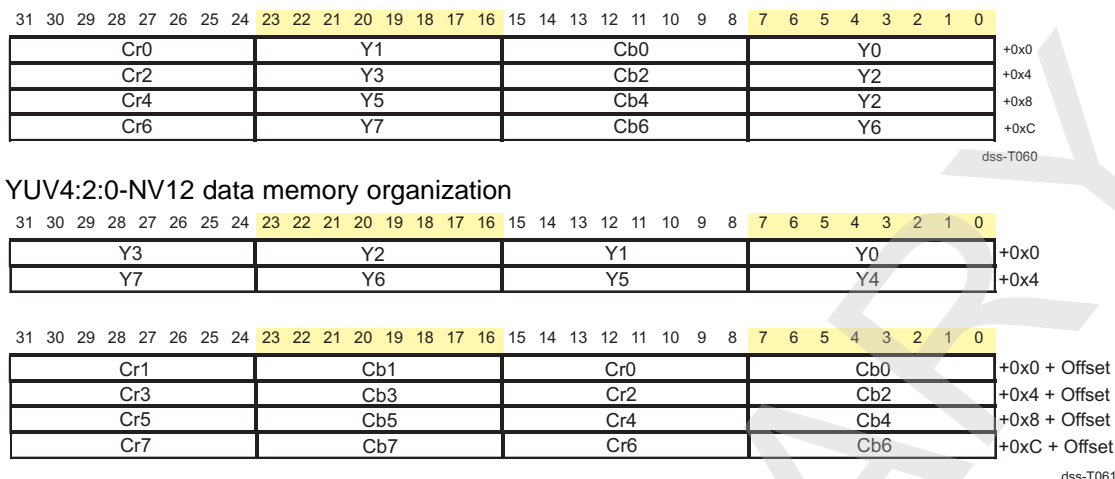 31 30 29 28 27 26 25 24 23 22 21 20 19 18 17 16 15 14 13 12 11 10 9 8 7 6 5 4 3 2 1 0
Cr0 Y1 Cb0 Y0 +0x0
Cr2 Y3 Cb2 Y2 +0x4
Cr4 Y5 Cb4 Y2 +0x8
Cr6 Y7 Cb6 Y6 +0xC
dss-T060
YUV4:2:0-NV12 data memory organization
31 30 29 28 27 26 25 24 23 22 21 20 19 18 17 16 15 14 13 12 11 10 9 8 7 6 5 4 3 2 1 0
Y3 Y2 Y1 Y0 +0x0
Y7 Y6 Y5 Y4 +0x4
31 30 29 28 27 26 25 24 23 22 21 20 19 18 17 16 15 14 13 12 11 10 9 8 7 6 5 4 3 2 1 0
Cr1 Cb1 Cr0 Cb0 +0x0 + Offset
Cr3 Cb3 Cr2 Cb2 +0x4 + Offset
Cr5 Cb5 Cr4 Cb4 +0x8 + Offset
Cr7 Cb7 Cr6 Cb6 +0xC + Offset
dss-T061